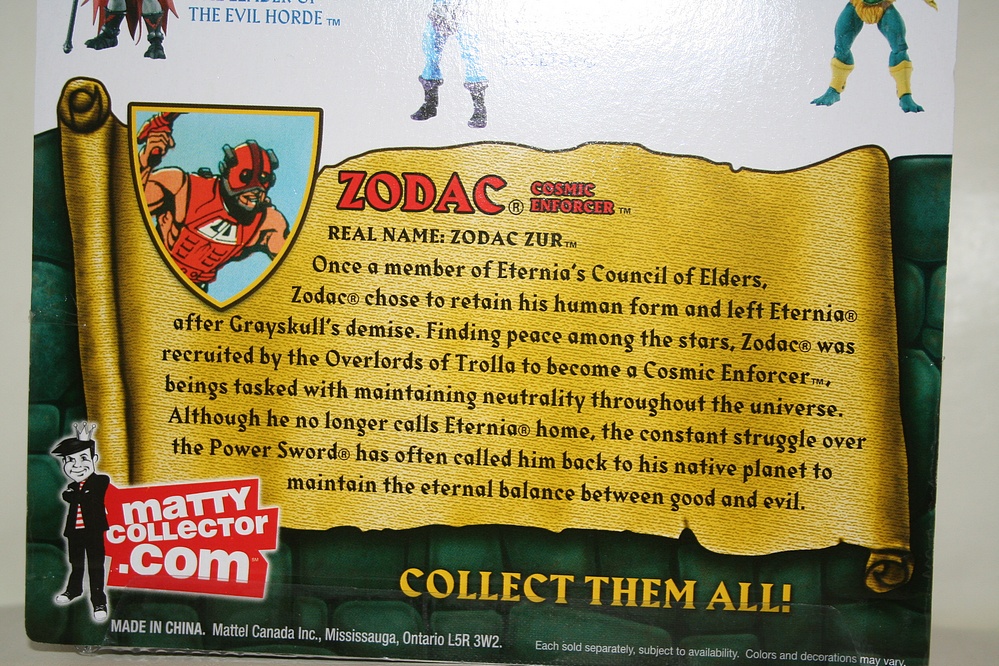 THE EVIL HORDE™
ZODAC® COSMIC
ENFORCER™
REAL NAME: ZODAC ZUR™
Once a member of Eternia's Council of Elders,
Zodac® chose to retain his human form and left Eternia®
after Grayskull's demise. Finding peace among the stars, Zodac® was
recruited by the Overlords of Trolla to become a Cosmic Enforcer™,
beings tasked with maintaining neutrality throughout the universe.
Although he no longer calls Eternia® home, the constant struggle over
the Power Sword® has often called him back to his native planet to
maintain the eternal balance between good and evil.
matty
collector
.com℠
COLLECT THEM ALL!
MADE IN CHINA. Mattel Canada Inc., Mississauga, Ontario L5R 3W2.
Each sold separately, subject to availability. Colors and decorations may vary.